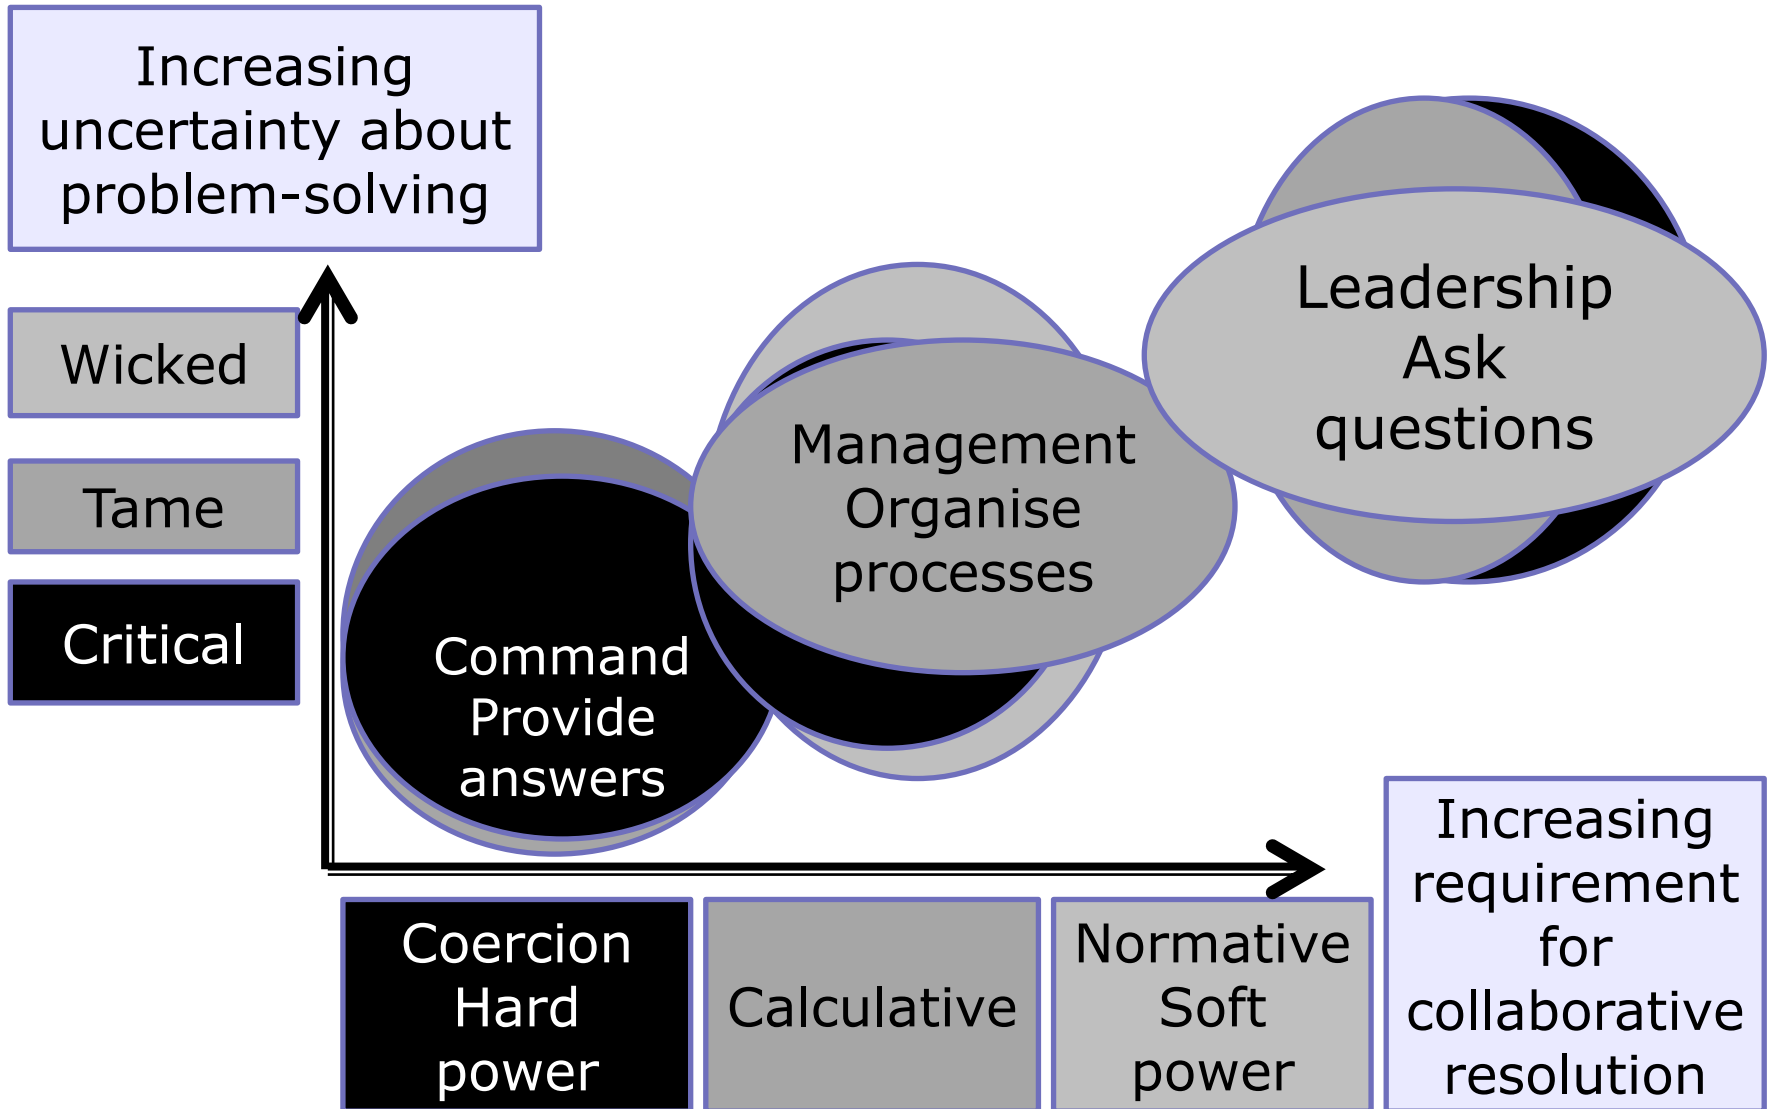 Increasing
uncertainty about
problem-solving
Wicked
Tame
Critical
Command
Provide
answers
Management
Organise
processes
Leadership
Ask
questions
Coercion
Hard
power
Calculative
Normative
Soft
power
Increasing
requirement
for
collaborative
resolution